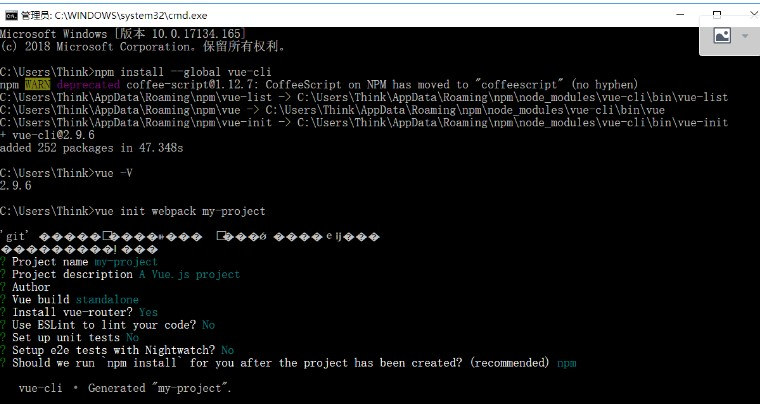 管理员: C:\WINDOWS\system32\cmd.exe
Microsoft Windows [版本 10.0.17134.165]
(c) 2018 Microsoft Corporation。保留所有权利。
C:\Users\Think>npm install --global vue-cli
npm WARN deprecated coffee-script@1.12.7: CoffeeScript on NPM has moved to "coffeescript" (no hyphen)
C:\Users\Think\AppData\Roaming\npm\vue-list -> C:\Users\Think\AppData\Roaming\npm\node_modules\vue-cli\bin\vue-list
C:\Users\Think\AppData\Roaming\npm\vue -> C:\Users\Think\AppData\Roaming\npm\node_modules\vue-cli\bin\vue
C:\Users\Think\AppData\Roaming\npm\vue-init -> C:\Users\Think\AppData\Roaming\npm\node_modules\vue-cli\bin\vue-init
+ vue-cli@2.9.6
added 252 packages in 47.348s
C:\Users\Think>vue -V
2.9.6
C:\Users\Think>vue init webpack my-project
'git'
? Project name my-project
? Project description A Vue.js project
? Author
? Vue build standalone
? Install vue-router? Yes
? Use ESLint to lint your code? No
? Set up unit tests No
? Setup e2e tests with Nightwatch? No
? Should we run `npm install` for you after the project has been created? (recommended) npm
vue-cli · Generated "my-project".